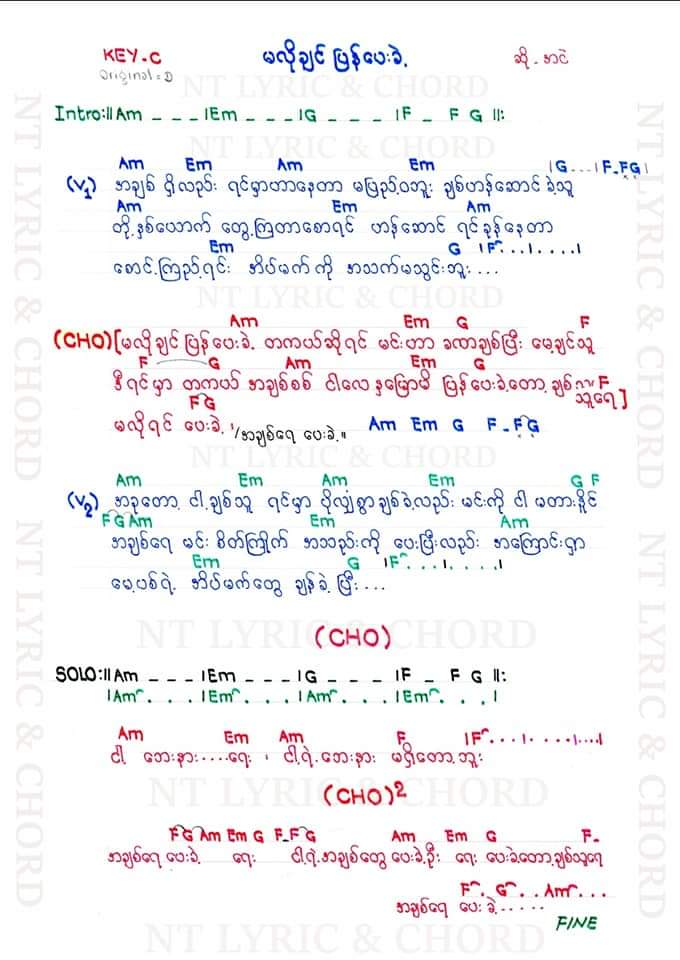 KEY-C
original = D
မလိုချင် ပြန်ပေးခဲ့
ဆို - အငဲ
NT LYRIC & CHORD
Intro:॥Am _ _ _ |Em _ _ _ |G _ _ _ |F _ F G ॥:
Am Em Am Em |G...|F-FG|
(V1) အချစ် ရှိလည်း ရင်မှာဟာနေတာ မပြည့်ဝဘူး ချစ်ဟန်ဆောင် ခဲ့သူ
Am Em Am
တို့နှစ်ယောက် တွေ့ကြတာစောရင် ဟန်ဆောင် ရင်ခုန်နေတာ
Em G |F...|....|
စောင့်ကြည့်ရင်း အိပ်မက်ကို အသက်မသွင်းဘူး...
Am Em G F
(CHO) [မလိုချင် ပြန်ပေးခဲ့ တကယ်ဆိုရင် မင်းဟာ ခဏချစ်ပြီး မေ့ချင်သူ
F G Am Em G F
ဒီရင်မှာ တကယ် အချစ်စစ် ငါလေ နှမြောမိ ပြန်ပေးခဲ့တော့ ချစ်သူရေ]
F G
မလိုရင် ပေးခဲ့ ၊/အချစ်ရေ ပေးခဲ့။ Am Em G F-FG
Am Em Am Em G F
(V2) အခုတော့ ငါ့ချစ်သူ ရင်မှာ ပိုလျှံစွာ ချစ်ခဲ့လည်း မင်းကို ငါ မတားနိုင်
F G Am Em Am
အချစ်ရေ မင်းစိတ်ကြိုက် အသည်းကို ပေးပြီးလည်း အကြောင်းဌာ
Em G |F...|....|
မေ့ပစ်ရဲ့ အိပ်မက်တွေ ချန်ခဲ့ပြီး....
(CHO)
SOLO:॥Am _ _ _ |Em _ _ _ |G _ _ _ |F _ F G ॥:
|Am . . . |Em . . . |Am . . . |Em . . . |
Am Em Am F |F...|....|....|
ငါ့ ဘေးနား....ရေး ၊ ငါ့ရဲ့ဘေးနား မရှိတော့ဘူး
(CHO)2
F G Am Em G F-F G Am Em G F-
အချစ်ရေ ပေးခဲ့ ရေး ငါ့ရဲ့အချစ်တွေ ပေးခဲ့ဦး ရေး ပေးခဲ့တော့ချစ်သူရေ
F . G . . Am . . .
အချစ်ရေ ပေးခဲ့.....
FINE